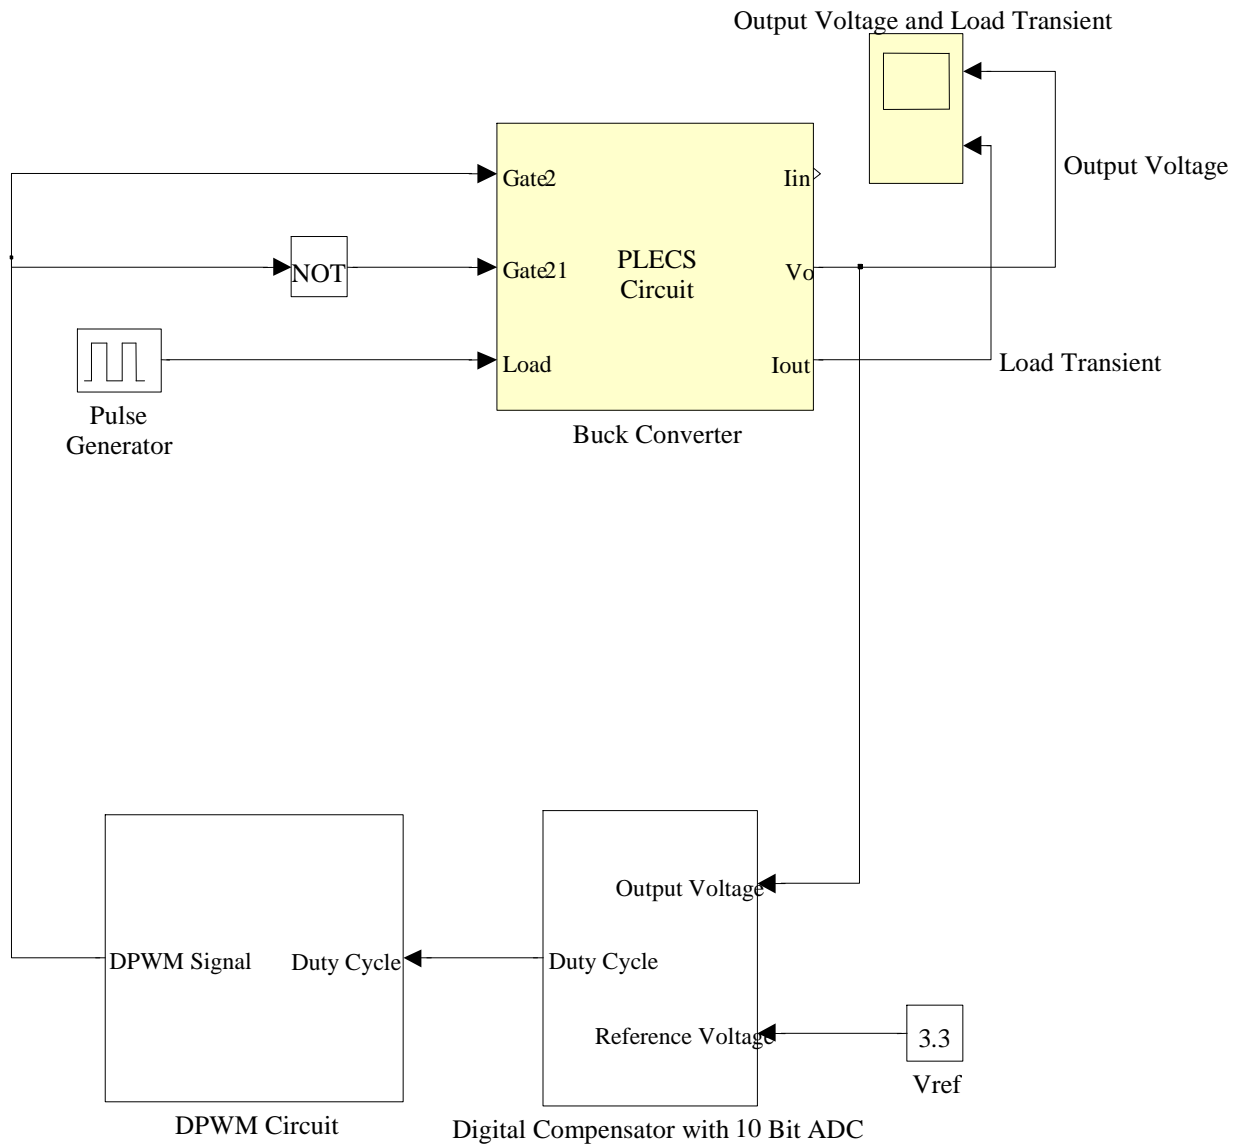 Output Voltage and Load Transient
Output Voltage
Gate2
Iin
NOT
Gate21
PLECS
Circuit
Vo
Load
Iout
Load Transient
Pulse
Generator
Buck Converter
Output Voltage
DPWM Signal
Duty Cycle
Duty Cycle
Reference Voltage
3.3
Vref
DPWM Circuit
Digital Compensator with 10 Bit ADC